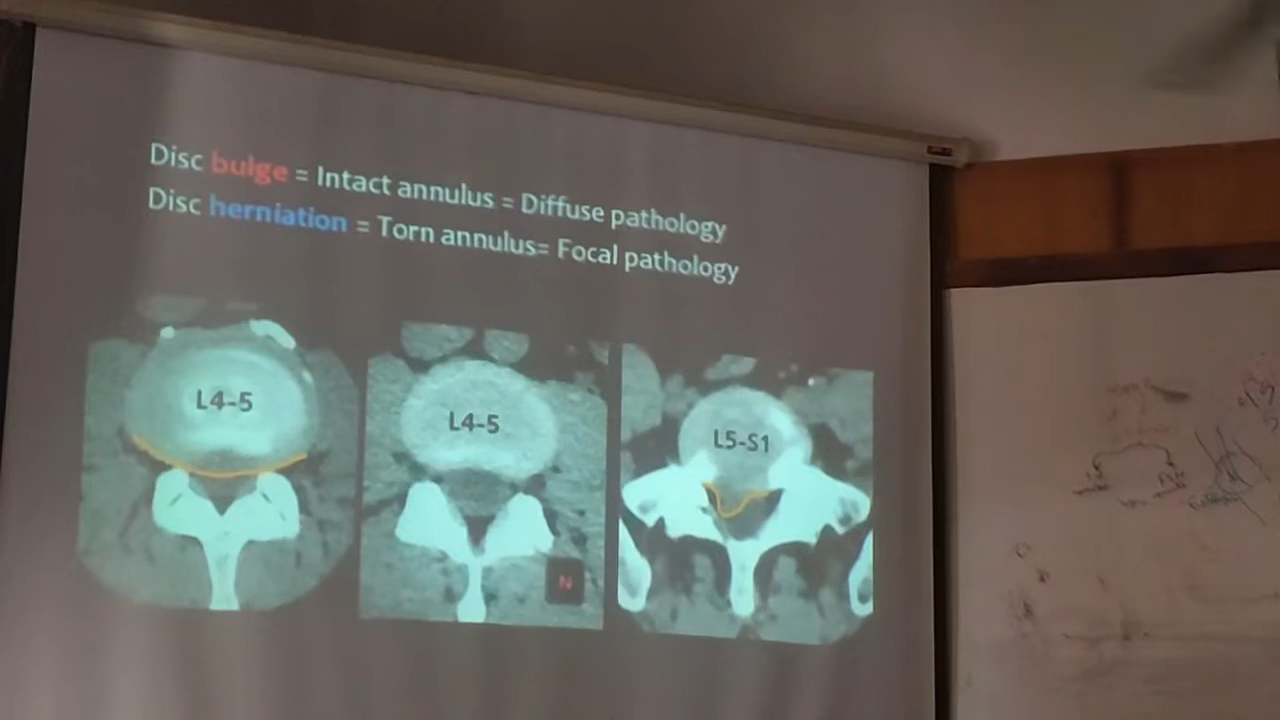 Disc bulge = Intact annulus = Diffuse pathology
Disc herniation = Torn annulus= Focal pathology
L4-5
L4-5
L5-S1
N